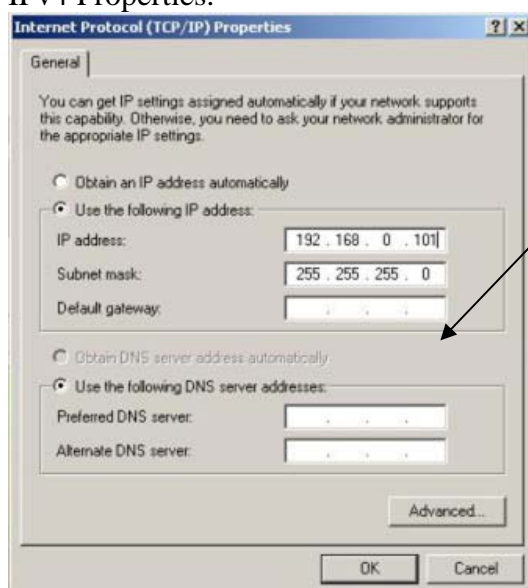 IPV4 Properties:
Internet Protocol (TCP/IP) Properties
General
You can get IP settings assigned automatically if your network supports
this capability. Otherwise, you need to ask your network administrator for
the appropriate IP settings.
Obtain an IP address automatically
Use the following IP address:
IP address: 192 . 168 . 0 . 101
Subnet mask: 255 . 255 . 255 . 0
Default gateway: . . .
Obtain DNS server address automatically
Use the following DNS server addresses:
Preferred DNS server: . . .
Alternate DNS server: . . .
Advanced...
OK Cancel